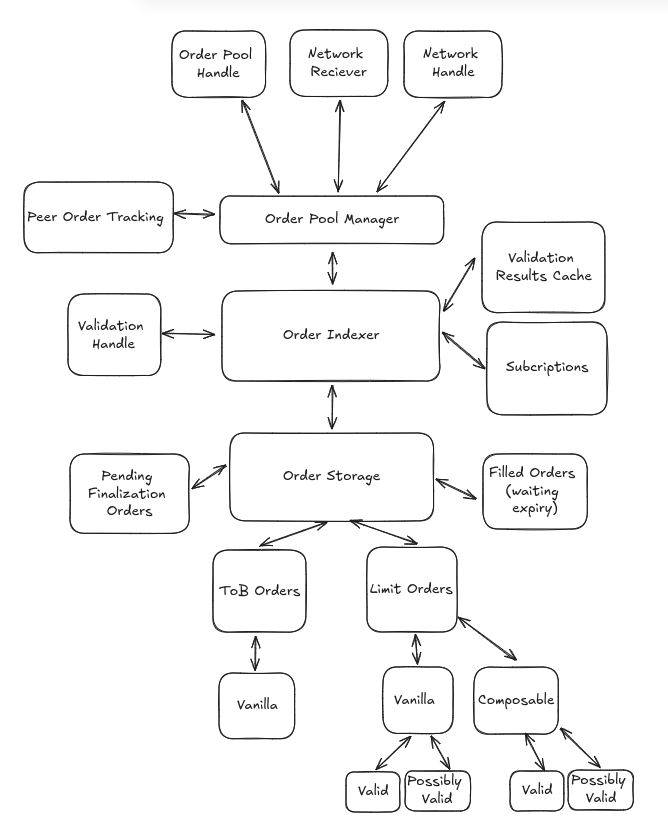 Order Pool
Handle
Network
Reciever
Network
Handle
Peer Order Tracking
Order Pool Manager
Validation
Results Cache
Validation
Handle
Order Indexer
Subcriptions
Pending
Finalization
Orders
Order Storage
Filled Orders
(waiting
expiry)
ToB Orders
Limit Orders
Vanilla
Vanilla
Composable
Valid
Possibly
Valid
Valid
Possibly
Valid